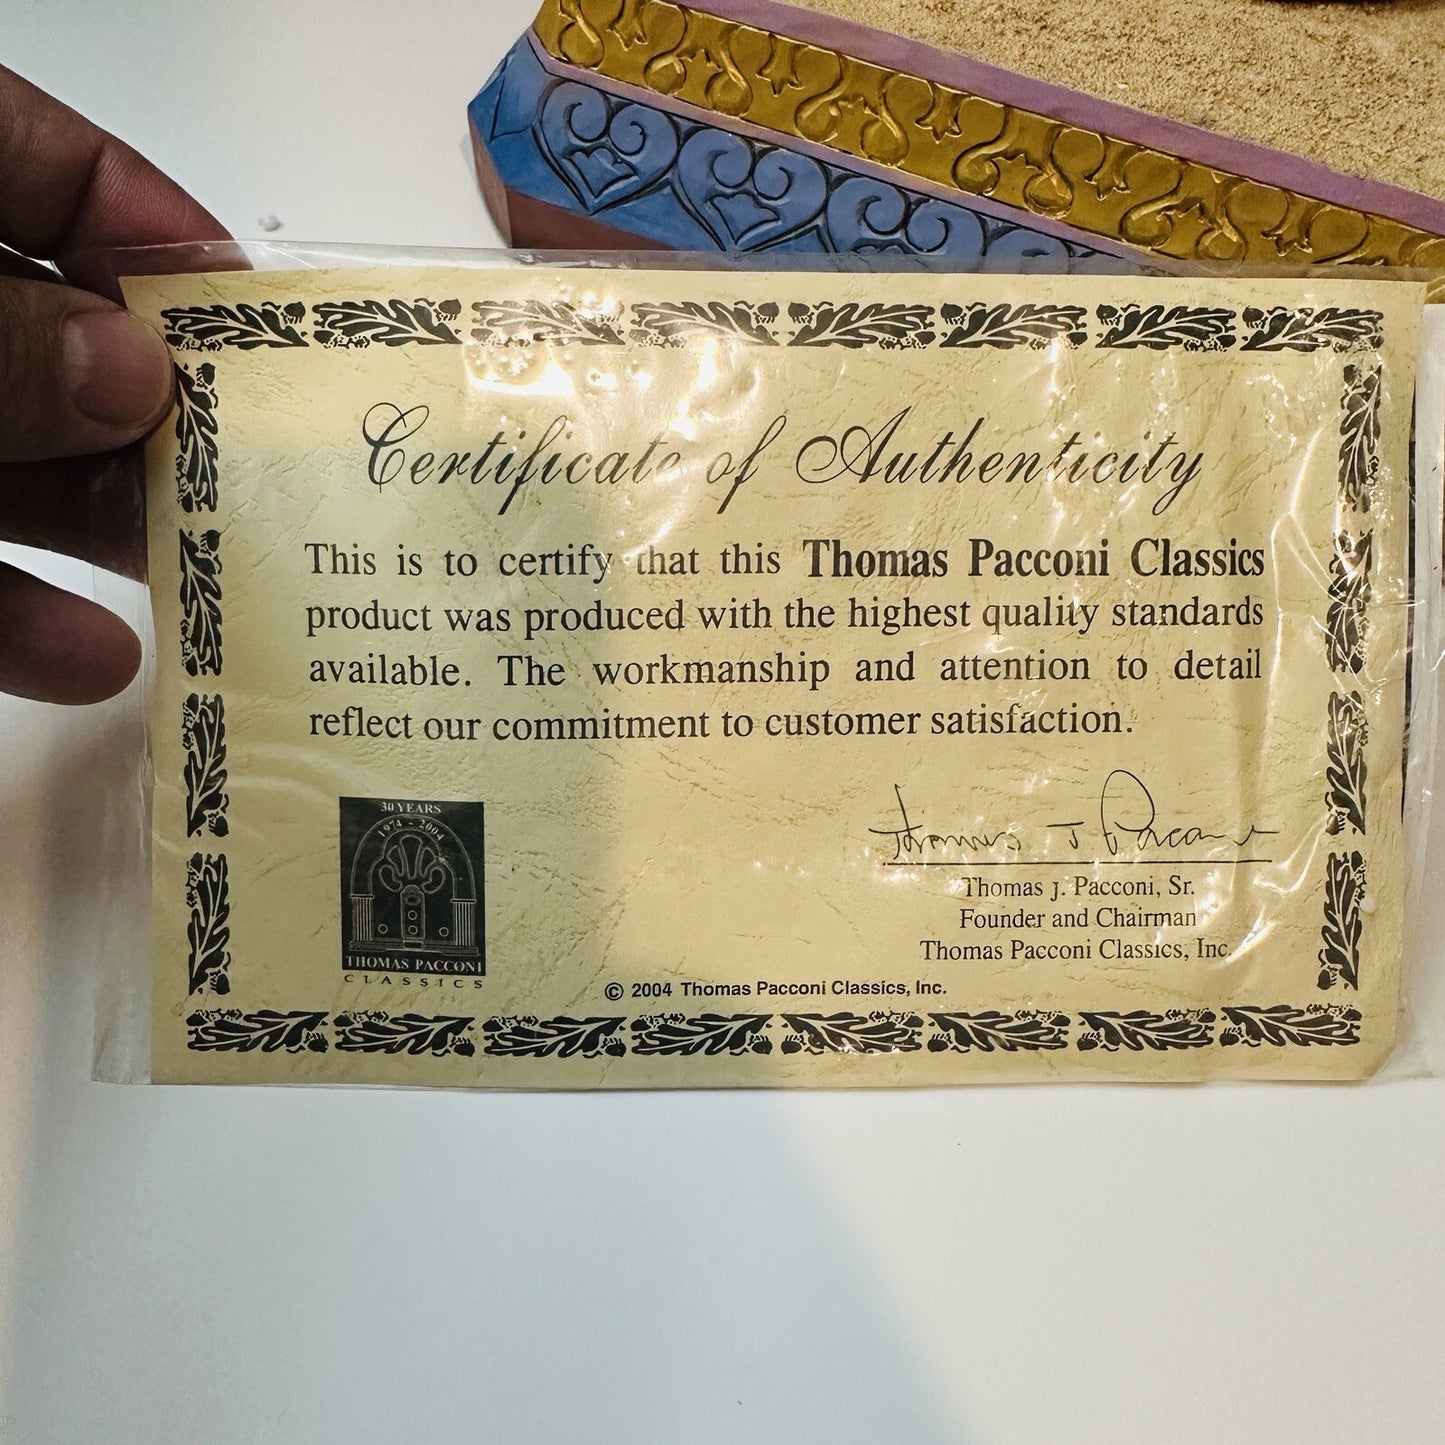 Certificate of Authenticity
This is to certify that this Thomas Pacconi Classics
product was produced with the highest quality standards
available. The workmanship and attention to detail
reflect our commitment to customer satisfaction.
30 YEARS
1974 - 2004
THOMAS PACCONI
CLASSICS
Thomas J Pacconi
Thomas J. Pacconi, Sr.
Founder and Chairman
Thomas Pacconi Classics, Inc.
© 2004 Thomas Pacconi Classics, Inc.